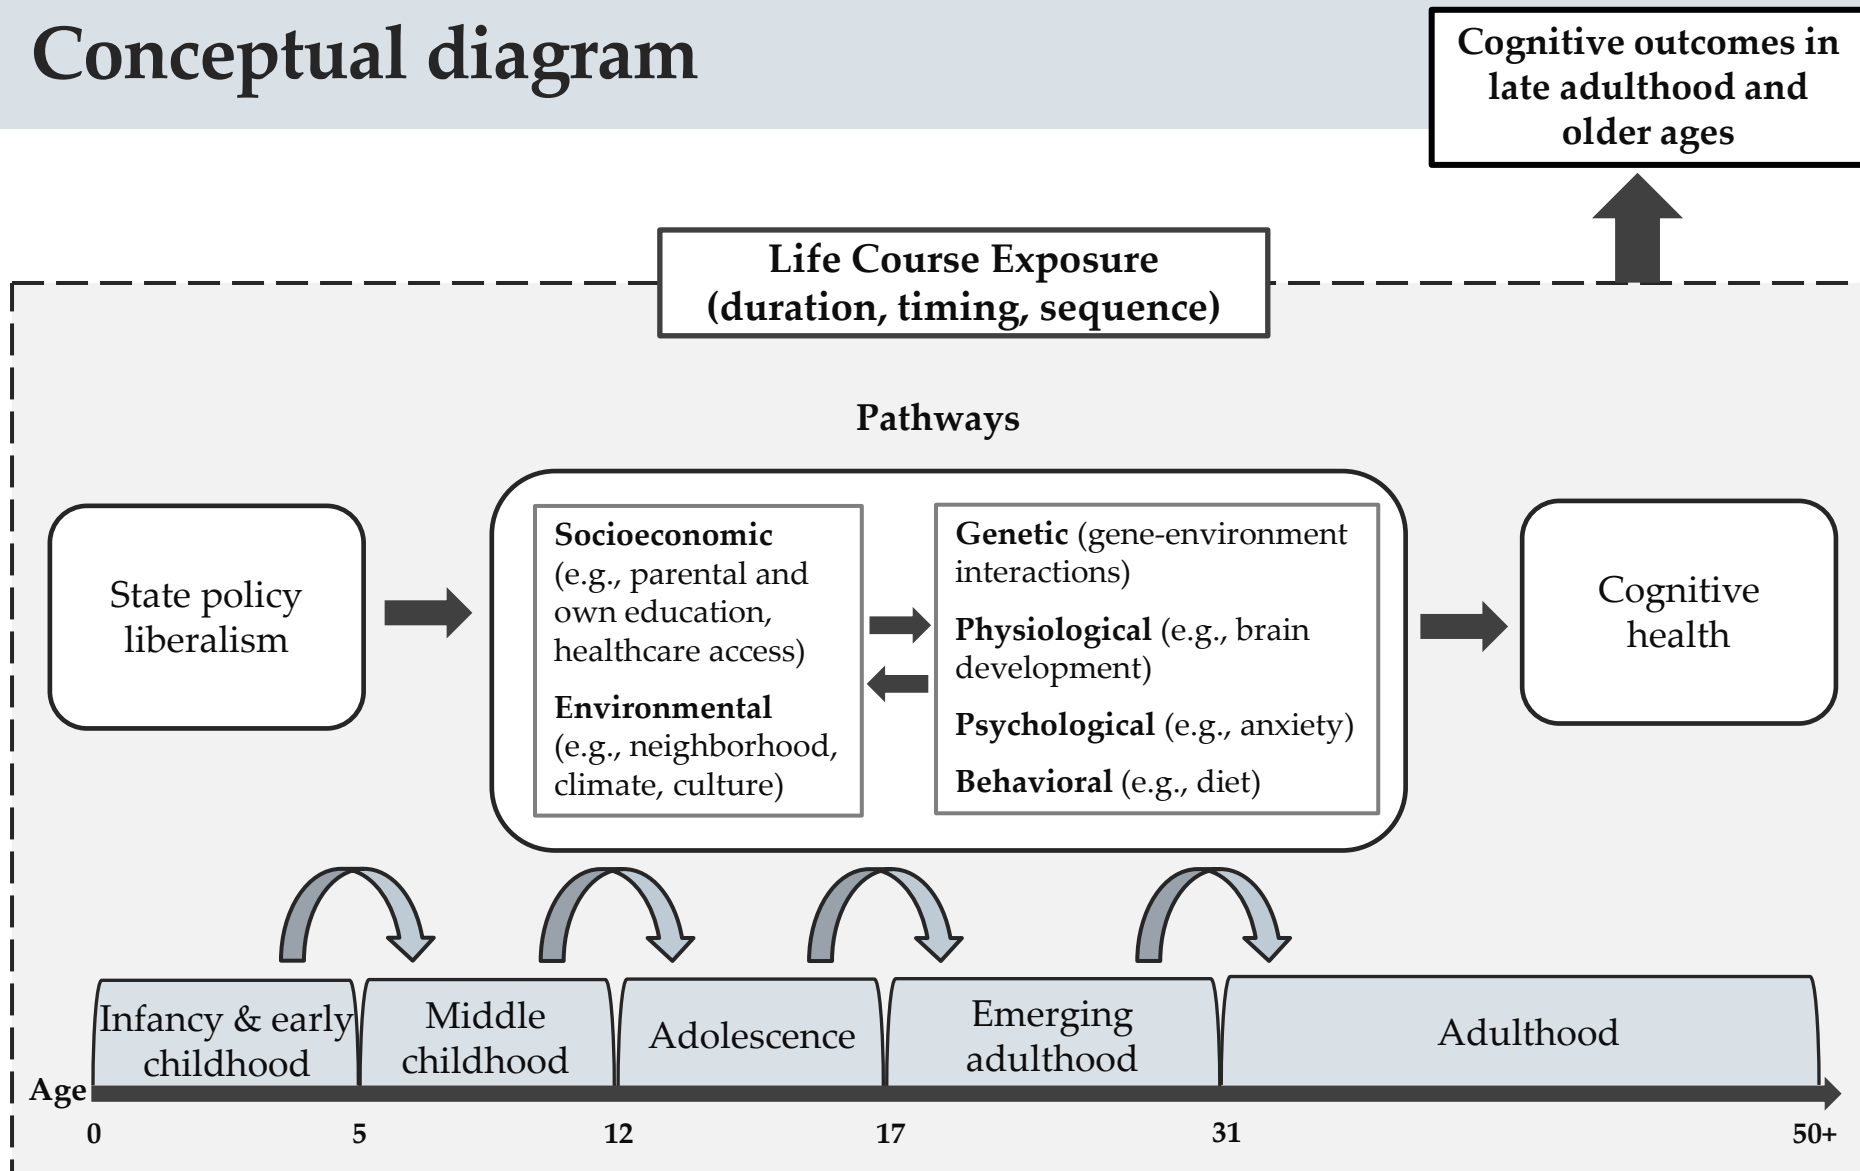 Conceptual diagram
Cognitive outcomes in
late adulthood and
older ages
Life Course Exposure
(duration, timing, sequence)
Pathways
State policy
liberalism
Socioeconomic
(e.g., parental and
own education,
healthcare access)
Environmental
(e.g., neighborhood,
climate, culture)
Genetic (gene-environment
interactions)
Physiological (e.g., brain
development)
Psychological (e.g., anxiety)
Behavioral (e.g., diet)
Cognitive
health
Infancy & early
childhood
Middle
childhood
Adolescence
Emerging
adulthood
Adulthood
Age
0
5
12
17
31
50+